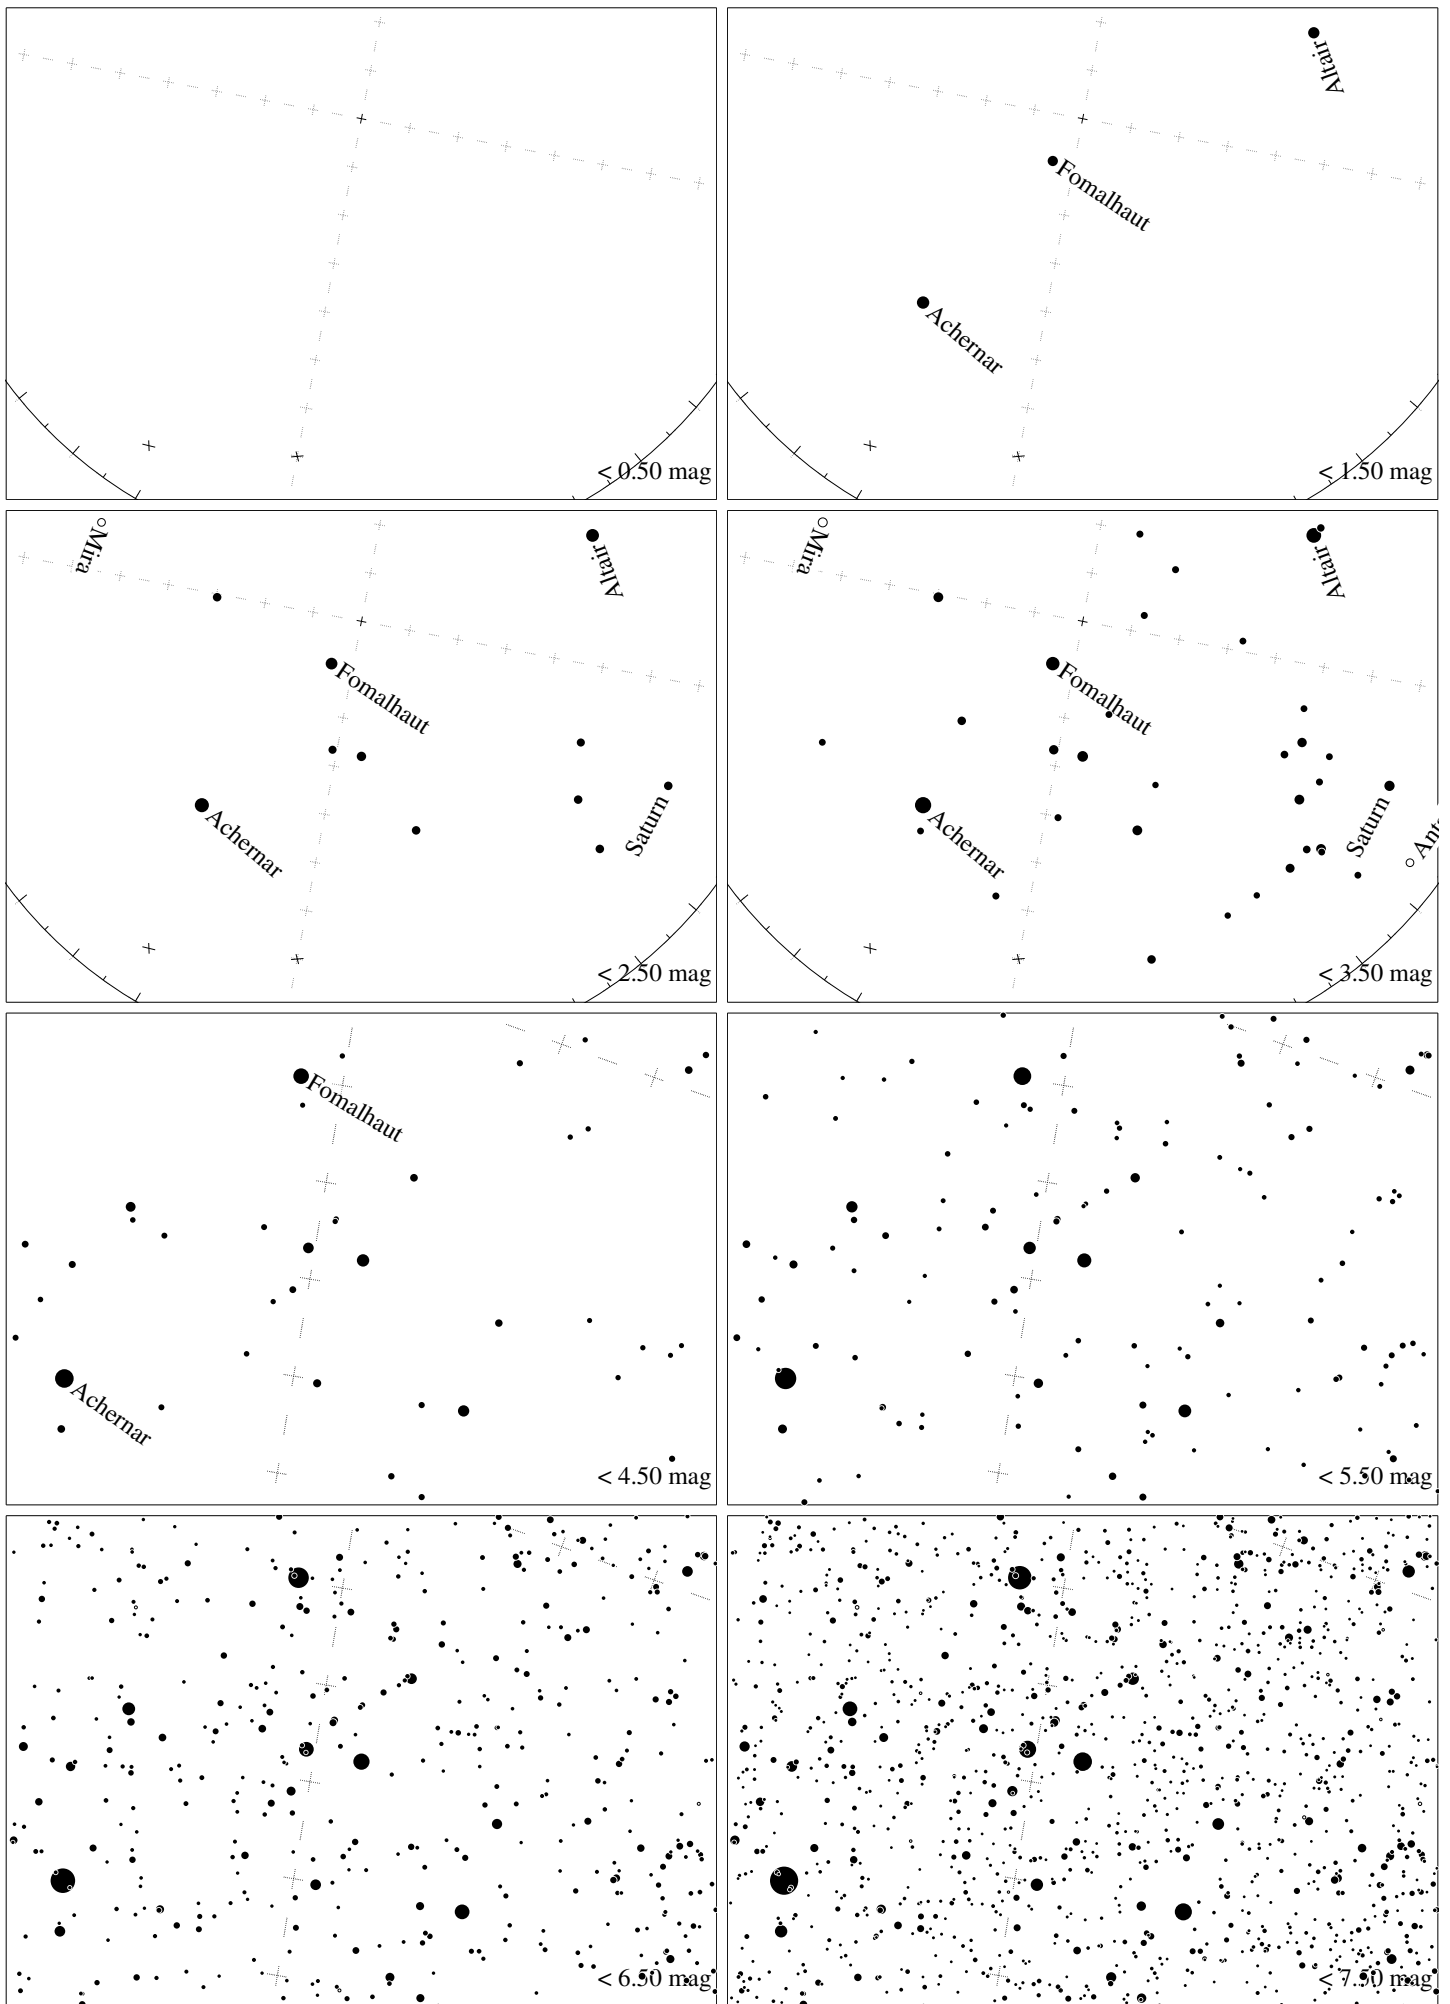 < 0.50 mag
Altair
Fomalhaut
Achernar
< 1.50 mag
Mira
Altair
Fomalhaut
Achernar
Saturn
< 2.50 mag
Mira
Altair
Fomalhaut
Achernar
Saturn
Anta
< 3.50 mag
Fomalhaut
Achernar
< 4.50 mag
< 5.50 mag
< 6.50 mag
< 7.50 mag